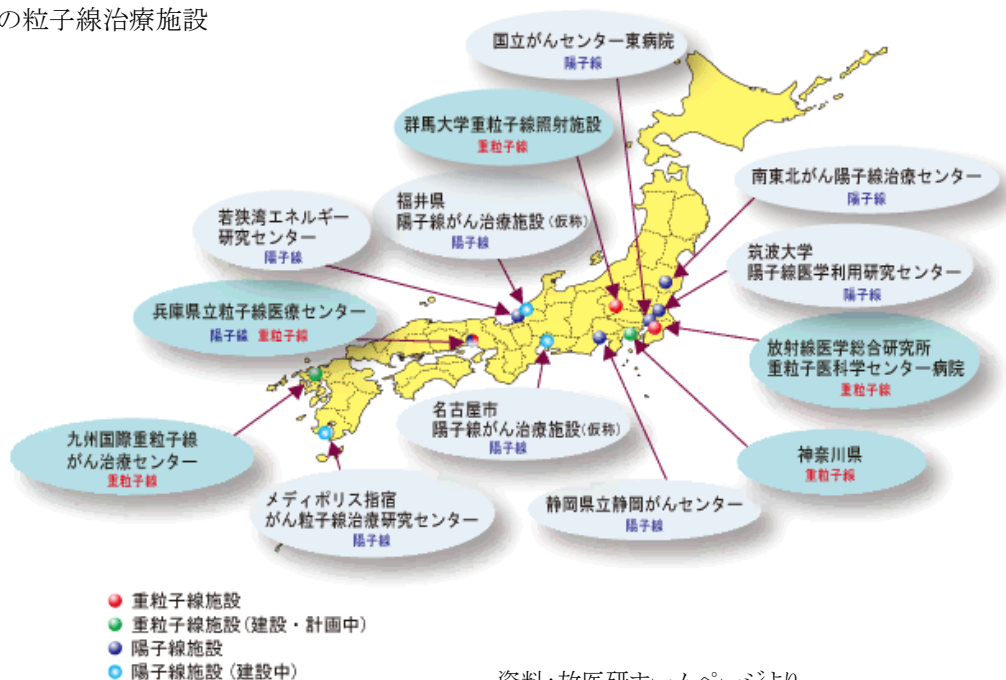 の粒子線治療施設
国立がんセンター東病院
陽子線
群馬大学重粒子線照射施設
重粒子線
南東北がん陽子線治療センター
陽子線
福井県
陽子線がん治療施設(仮称)
陽子線
若狭湾エネルギー
研究センター
陽子線
筑波大学
陽子線医学利用研究センター
陽子線
兵庫県立粒子線医療センター
陽子線 重粒子線
放射線医学総合研究所
重粒子医科学センター病院
重粒子線
名古屋市
陽子線がん治療施設(仮称)
陽子線
九州国際重粒子線
がん治療センター
重粒子線
神奈川県
重粒子線
メディポリス指宿
がん粒子線治療研究センター
陽子線
静岡県立静岡がんセンター
陽子線
重粒子線施設
重粒子線施設(建設・計画中)
陽子線施設
陽子線施設(建設中)
資料:放医研ホームページより